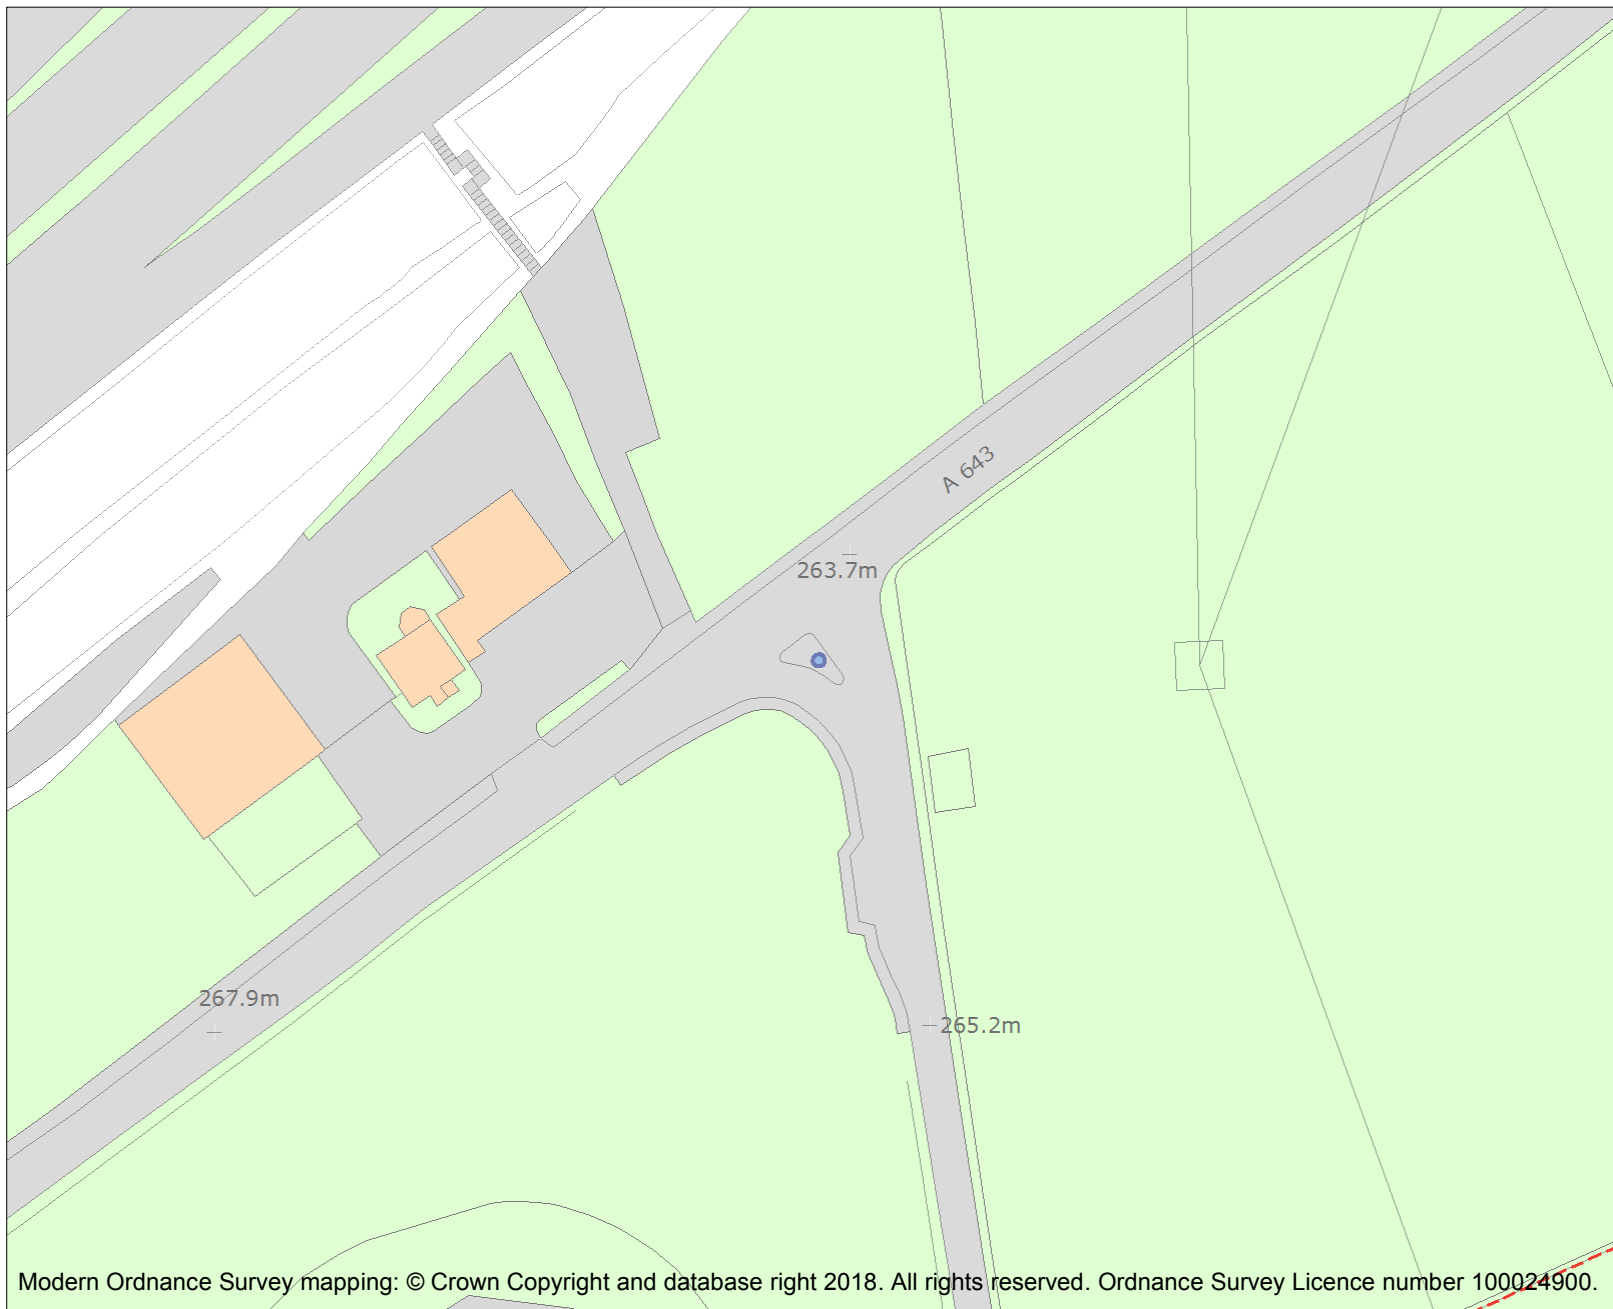 A 643
263.7m
267.9m
265.2m
Modern Ordnance Survey mapping: © Crown Copyright and database right 2018. All rights reserved. Ordnance Survey Licence number 100024900.